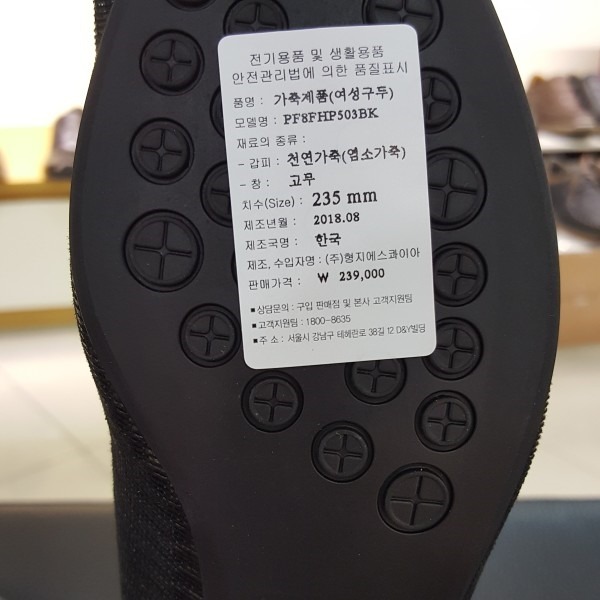 전기용품 및 생활용품
안전관리법에 의한 품질표시
품명 : 가죽제품(여성구두)
모델명 : PF8FHP503BK
재료의 종류 :
- 갑피 : 천연가죽(염소가죽)
- 창 : 고무
치수(Size) : 235 mm
제조년월 : 2018.08
제조국명 : 한국
제조, 수입자명 : (주)형지에스콰이아
판매가격 : ₩ 239,000
■ 상담문의 : 구입 판매점 및 본사 고객지원팀
■ 고객지원팀 : 1800-8635
■ 주 소 : 서울시 강남구 테헤란로 38길 12 D&Y빌딩